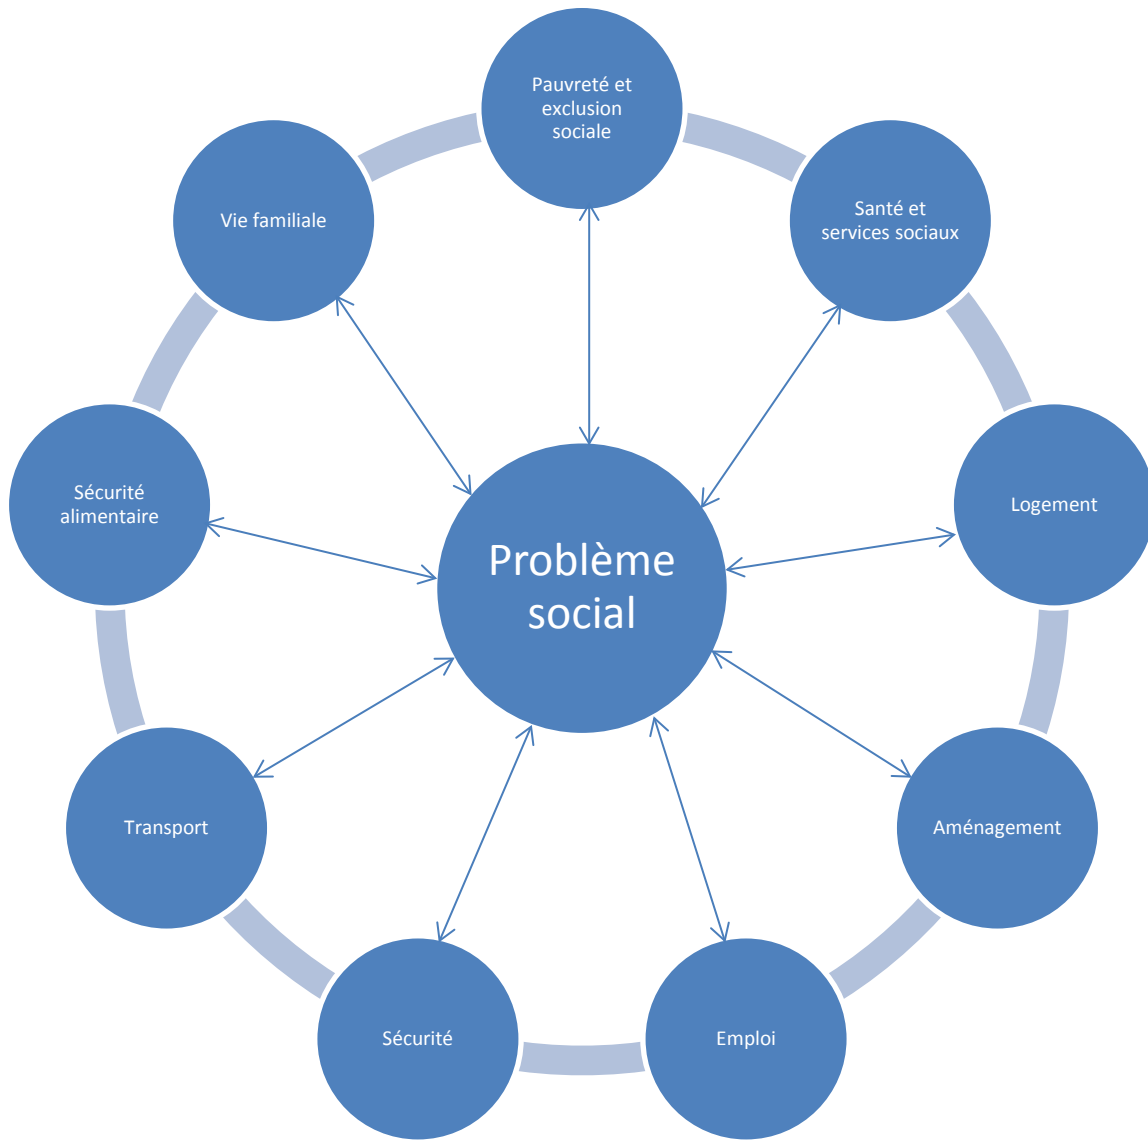 Pauvreté et
exclusion
sociale
Santé et
services sociaux
Logement
Aménagement
Emploi
Sécurité
Transport
Sécurité
alimentaire
Vie familiale
Problème
social